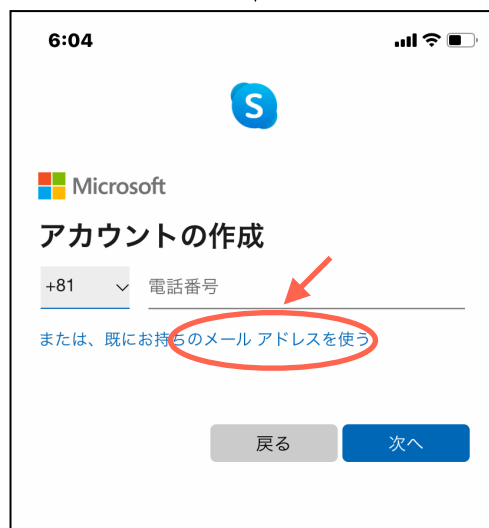 6:04
S
Microsoft
アカウントの作成
+81 電話番号
または、既にお持ちのメール アドレスを使う
戻る 次へ